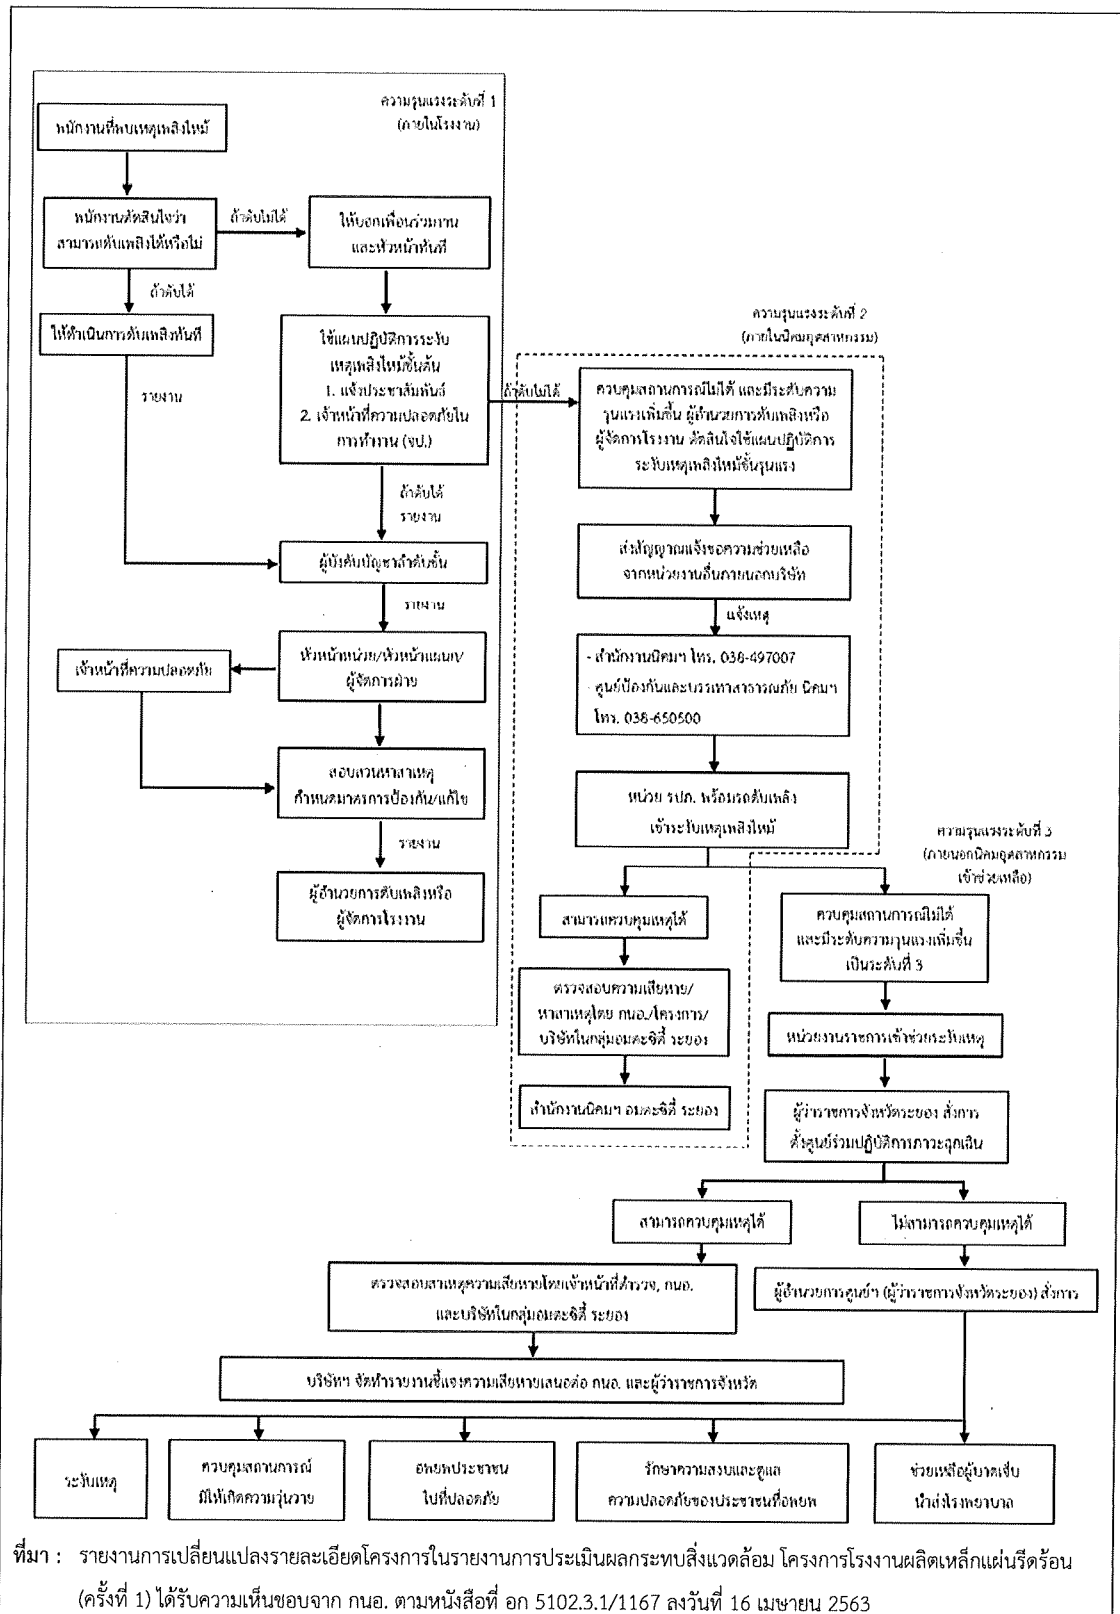 ความรุนแรงระดับที่ 1
(ภายในโรงงาน)
พนักงานที่พบเหตุเพลิงไหม้
พนักงานตัดสินใจว่า
สามารถดับเพลิงได้หรือไม่
ถ้าดับไม่ได้
ให้บอกเพื่อนร่วมงาน
และหัวหน้าทันที
ถ้าดับได้
ให้ดำเนินการดับเพลิงทันที
รายงาน
ใช้แผนปฏิบัติการระงับ
เหตุเพลิงไหม้ขั้นต้น
1. แจ้งประชาสัมพันธ์
2. เจ้าหน้าที่ความปลอดภัยใน
การทำงาน (จป.)
ถ้าดับไม่ได้
ถ้าดับได้
รายงาน
ผู้บังคับบัญชาลำดับชั้น
รายงาน
หัวหน้าหน่วย/หัวหน้าแผนก/
ผู้จัดการฝ่าย
เจ้าหน้าที่ความปลอดภัย
สอบสวนหาสาเหตุ
กำหนดมาตรการป้องกัน/แก้ไข
รายงาน
ผู้อำนวยการดับเพลิงหรือ
ผู้จัดการโรงงาน
ความรุนแรงระดับที่ 2
(ภายในนิคมอุตสาหกรรม)
ควบคุมสถานการณ์ไม่ได้ และมีระดับความ
รุนแรงเพิ่มขึ้น ผู้อำนวยการดับเพลิงหรือ
ผู้จัดการโรงงาน ตัดสินใจใช้แผนปฏิบัติการ
ระงับเหตุเพลิงไหม้ขั้นรุนแรง
ส่งสัญญาณแจ้งขอความช่วยเหลือ
จากหน่วยงานอื่นภายนอกบริษัท
แจ้งเหตุ
- สำนักงานนิคมฯ โทร. 038-497007
- ศูนย์ป้องกันและบรรเทาสาธารณภัย นิคมฯ
โทร. 038-650500
หน่วย รปภ. พร้อมรถดับเพลิง
เข้าระงับเหตุเพลิงไหม้
ความรุนแรงระดับที่ 3
(ภายนอกนิคมอุตสาหกรรม
เข้าช่วยเหลือ)
สามารถควบคุมเหตุได้
ตรวจสอบความเสียหาย/
หาสาเหตุโดย กนอ./โครงการ/
บริษัทในกลุ่มอมตะซิตี้ ระยอง
สำนักงานนิคมฯ อมตะซิตี้ ระยอง
ควบคุมสถานการณ์ไม่ได้
และมีระดับความรุนแรงเพิ่มขึ้น
เป็นระดับที่ 3
หน่วยงานราชการเข้าช่วยระงับเหตุ
ผู้ว่าราชการจังหวัดระยอง สั่งการ
ตั้งศูนย์ร่วมปฏิบัติการภาวะฉุกเฉิน
สามารถควบคุมเหตุได้
ไม่สามารถควบคุมเหตุได้
ตรวจสอบสาเหตุความเสียหายโดยเจ้าหน้าที่ตำรวจ, กนอ.
และบริษัทในกลุ่มอมตะซิตี้ ระยอง
ผู้อำนวยการศูนย์ฯ (ผู้ว่าราชการจังหวัดระยอง) สั่งการ
บริษัทฯ จัดทำรายงานชี้แจงความเสียหายเสนอต่อ กนอ. และผู้ว่าราชการจังหวัด
ระงับเหตุ
ควบคุมสถานการณ์
มิให้เกิดความวุ่นวาย
อพยพประชาชน
ไปที่ปลอดภัย
รักษาความสงบและดูแล
ความปลอดภัยของประชาชนที่อพยพ
ช่วยเหลือผู้บาดเจ็บ
นำส่งโรงพยาบาล
ที่มา : รายงานการเปลี่ยนแปลงรายละเอียดโครงการในรายงานการประเมินผลกระทบสิ่งแวดล้อม โครงการโรงงานผลิตเหล็กแผ่นรีดร้อน
(ครั้งที่ 1) ได้รับความเห็นชอบจาก กนอ. ตามหนังสือที่ อก 5102.3.1/1167 ลงวันที่ 16 เมษายน 2563